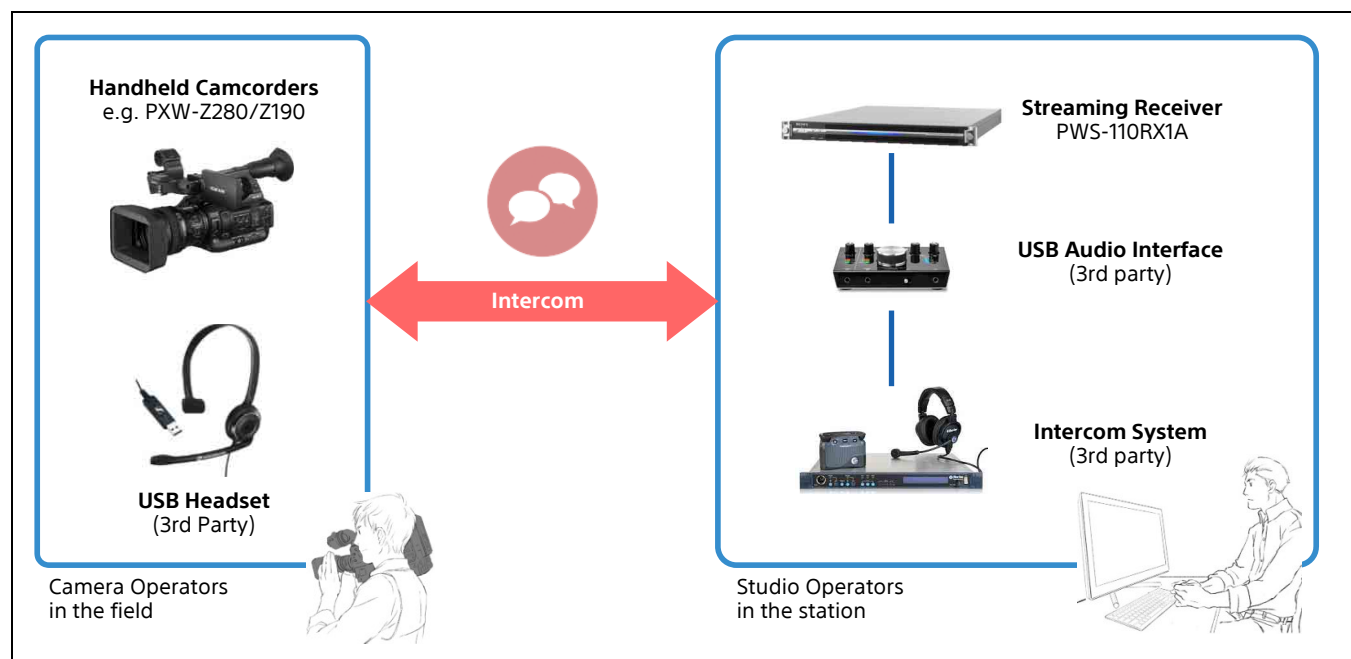 Handheld Camcorders
e.g. PXW-Z280/Z190
USB Headset
(3rd Party)
Camera Operators
in the field
Intercom
Streaming Receiver
PWS-110RX1A
USB Audio Interface
(3rd party)
Intercom System
(3rd party)
Studio Operators
in the station